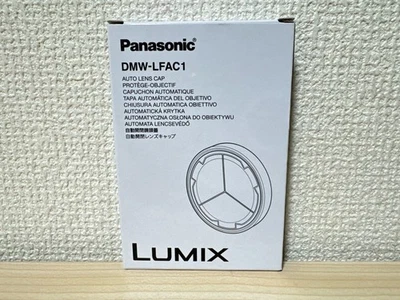 Panasonic
DMW-LFAC1
AUTO LENS CAP
PROTÈGE-OBJECTIF
CAPUCHON AUTOMATIQUE
TAPA AUTOMÁTICA DEL OBJETIVO
CHIUSURA AUTOMATICA OBIETTIVO
AUTOMATICKÁ KRYTKA
AUTOMATYCZNA OSŁONA DO OBIEKTYWU
AUTOMATA LENCSEVÉDŐ
自動開閉鏡頭蓋
自動開閉レンズキャップ
LUMIX